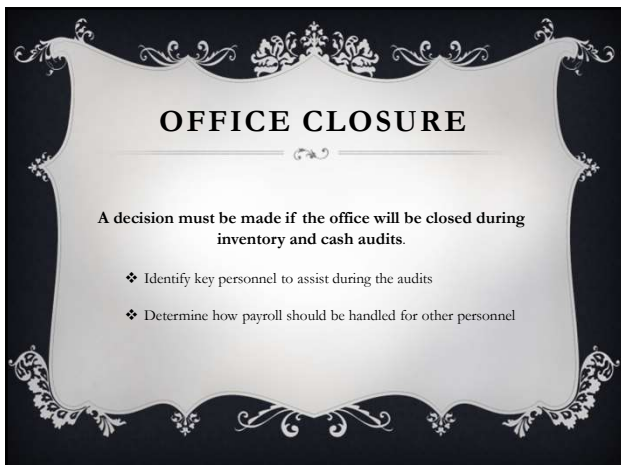 OFFICE CLOSURE
A decision must be made if the office will be closed during
inventory and cash audits.
❖ Identify key personnel to assist during the audits
❖ Determine how payroll should be handled for other personnel